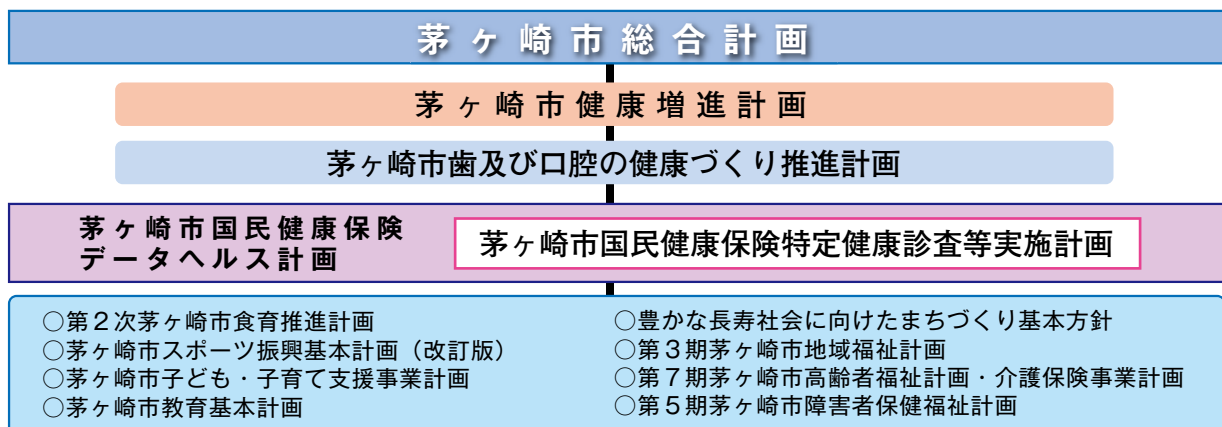 茅ヶ崎市総合計画
茅ヶ崎市健康増進計画
茅ヶ崎市歯及び口腔の健康づくり推進計画
茅ヶ崎市国民健康保険
データヘルス計画
茅ヶ崎市国民健康保険特定健康診査等実施計画
○第２次茅ヶ崎市食育推進計画
○茅ヶ崎市スポーツ振興基本計画（改訂版）
○茅ヶ崎市子ども・子育て支援事業計画
○茅ヶ崎市教育基本計画
○豊かな長寿社会に向けたまちづくり基本方針
○第３期茅ヶ崎市地域福祉計画
○第７期茅ヶ崎市高齢者福祉計画・介護保険事業計画
○第５期茅ヶ崎市障害者保健福祉計画